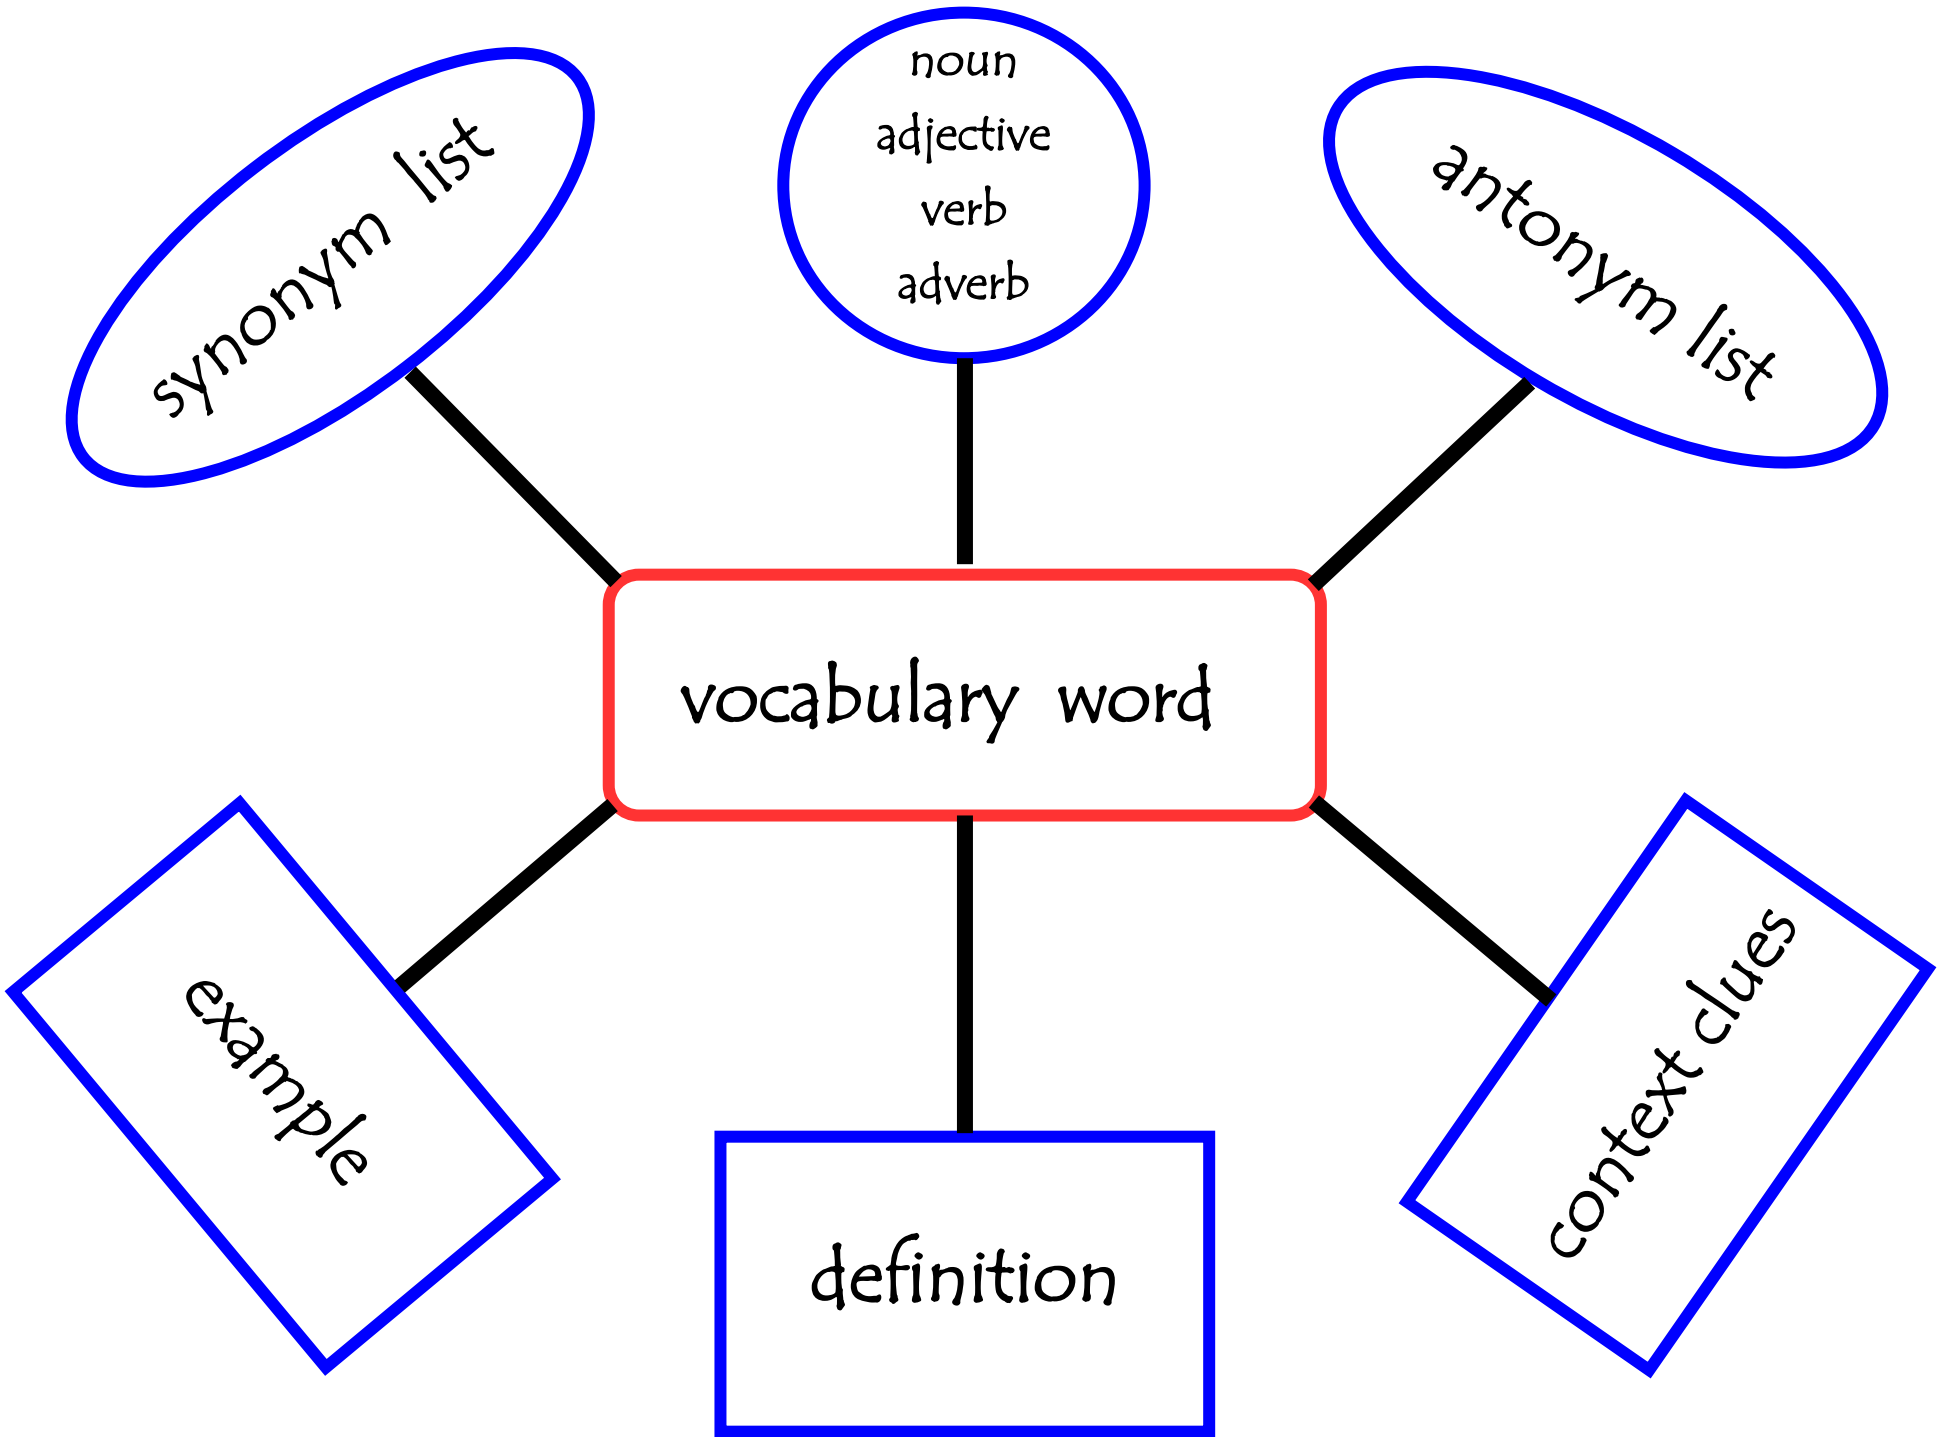 synonym list
noun
adjective
verb
adverb
antonym list
vocabulary word
example
definition
context clues